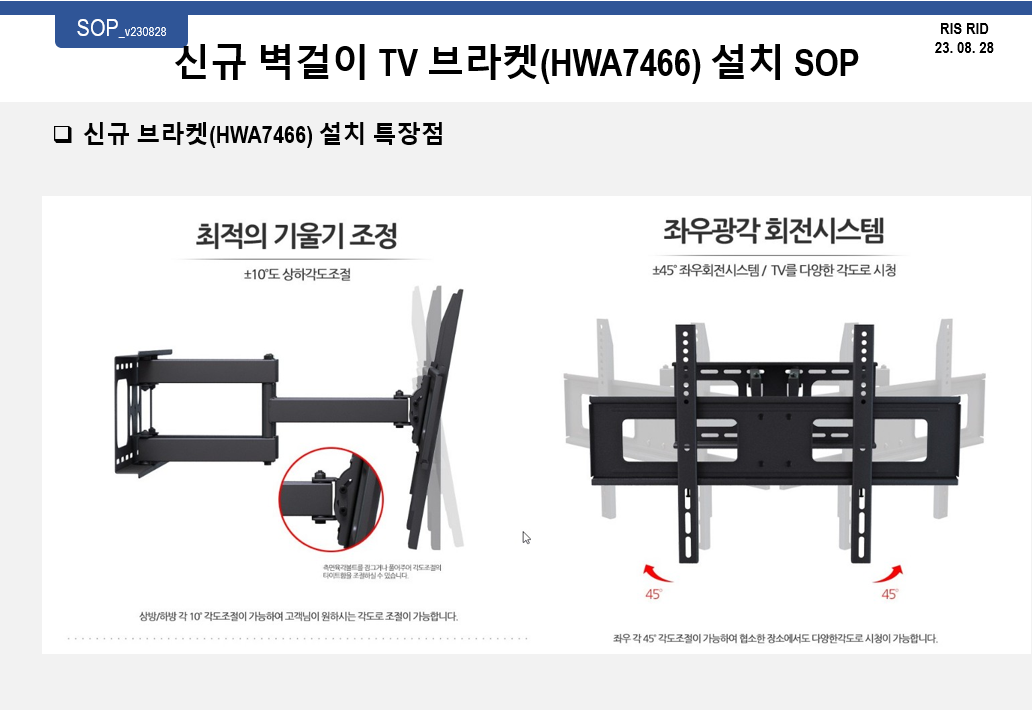 SOP_v230828
RIS RID
23. 08. 28
신규 벽걸이 TV 브라켓(HWA7466) 설치 SOP
❑ 신규 브라켓(HWA7466) 설치 특장점
최적의 기울기 조정
±10°도 상하각도조절
측면육각볼트를 잠그거나 풀어주어 각도조절의
타이트함을 조절하실 수 있습니다.
상방/하방 각 10° 각도조절이 가능하여 고객님이 원하시는 각도로 조절이 가능합니다.
좌우광각 회전시스템
±45° 좌우회전시스템 / TV를 다양한 각도로 시청
45°
45°
좌우 각 45° 각도조절이 가능하여 협소한 장소에서도 다양한각도로 시청이 가능합니다.